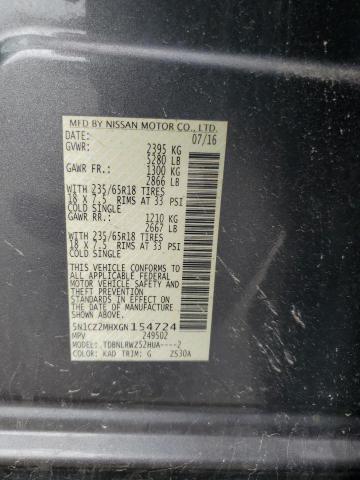 MFD BY NISSAN MOTOR CO., LTD.
DATE: 07/16
GVWR: 2395 KG
5280 LB
GAWR FR.: 1300 KG
2866 LB
WITH 235/65R18 TIRES
18 X 7.5 RIMS AT 33 PSI
COLD SINGLE
GAWR RR.: 1210 KG
2667 LB
WITH 235/65R18 TIRES
18 X 7.5 RIMS AT 33 PSI
COLD SINGLE
THIS VEHICLE CONFORMS TO
ALL APPLICABLE FEDERAL
MOTOR VEHICLE SAFETY
STANDARDS IN EFFECT ON
THE DATE OF MANUFACTURE
SHOWN ABOVE.
5N1CZ2MHXGN154724
MPV 249502
MODEL: TDBNLRWZ52HUA----2
COLOR: KAD TRIM: G Z530A